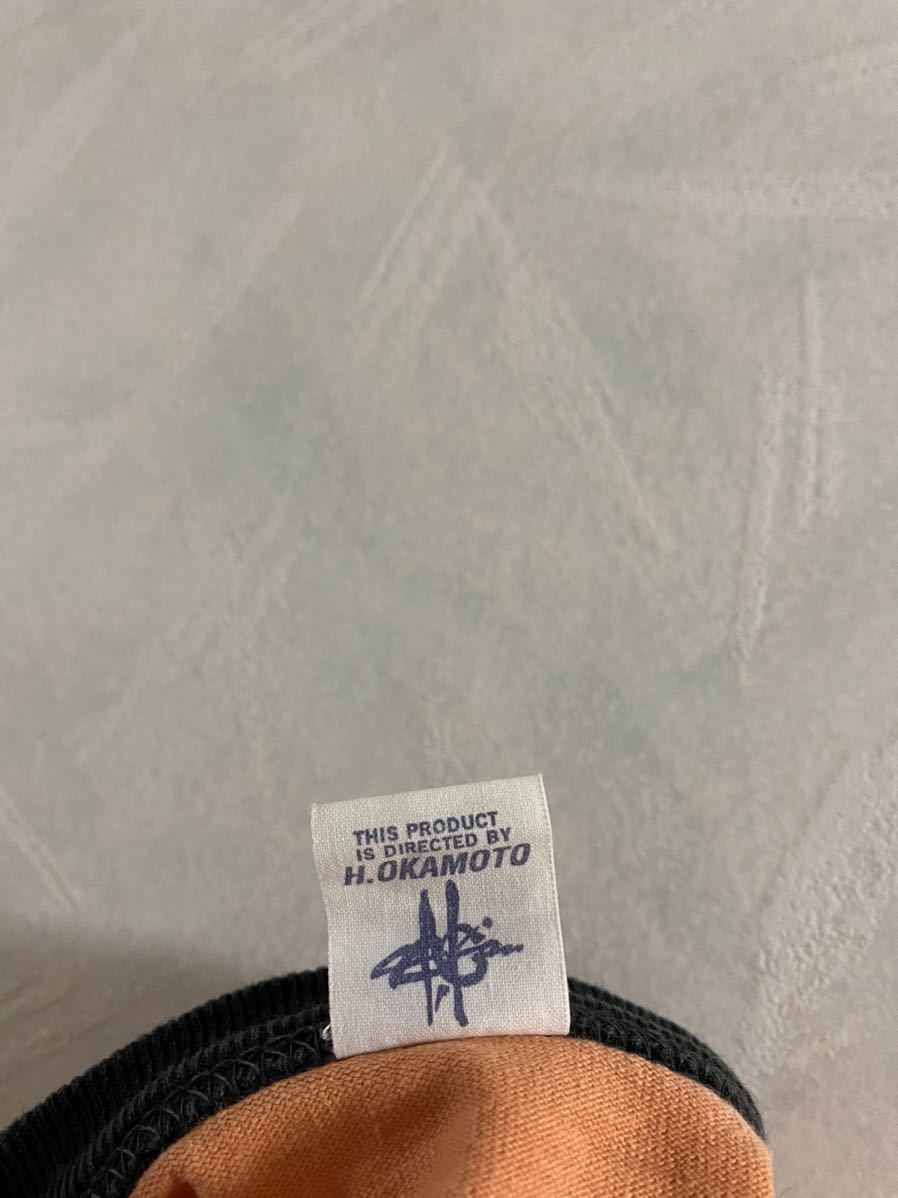 THIS PRODUCT
IS DIRECTED BY
H.OKAMOTO